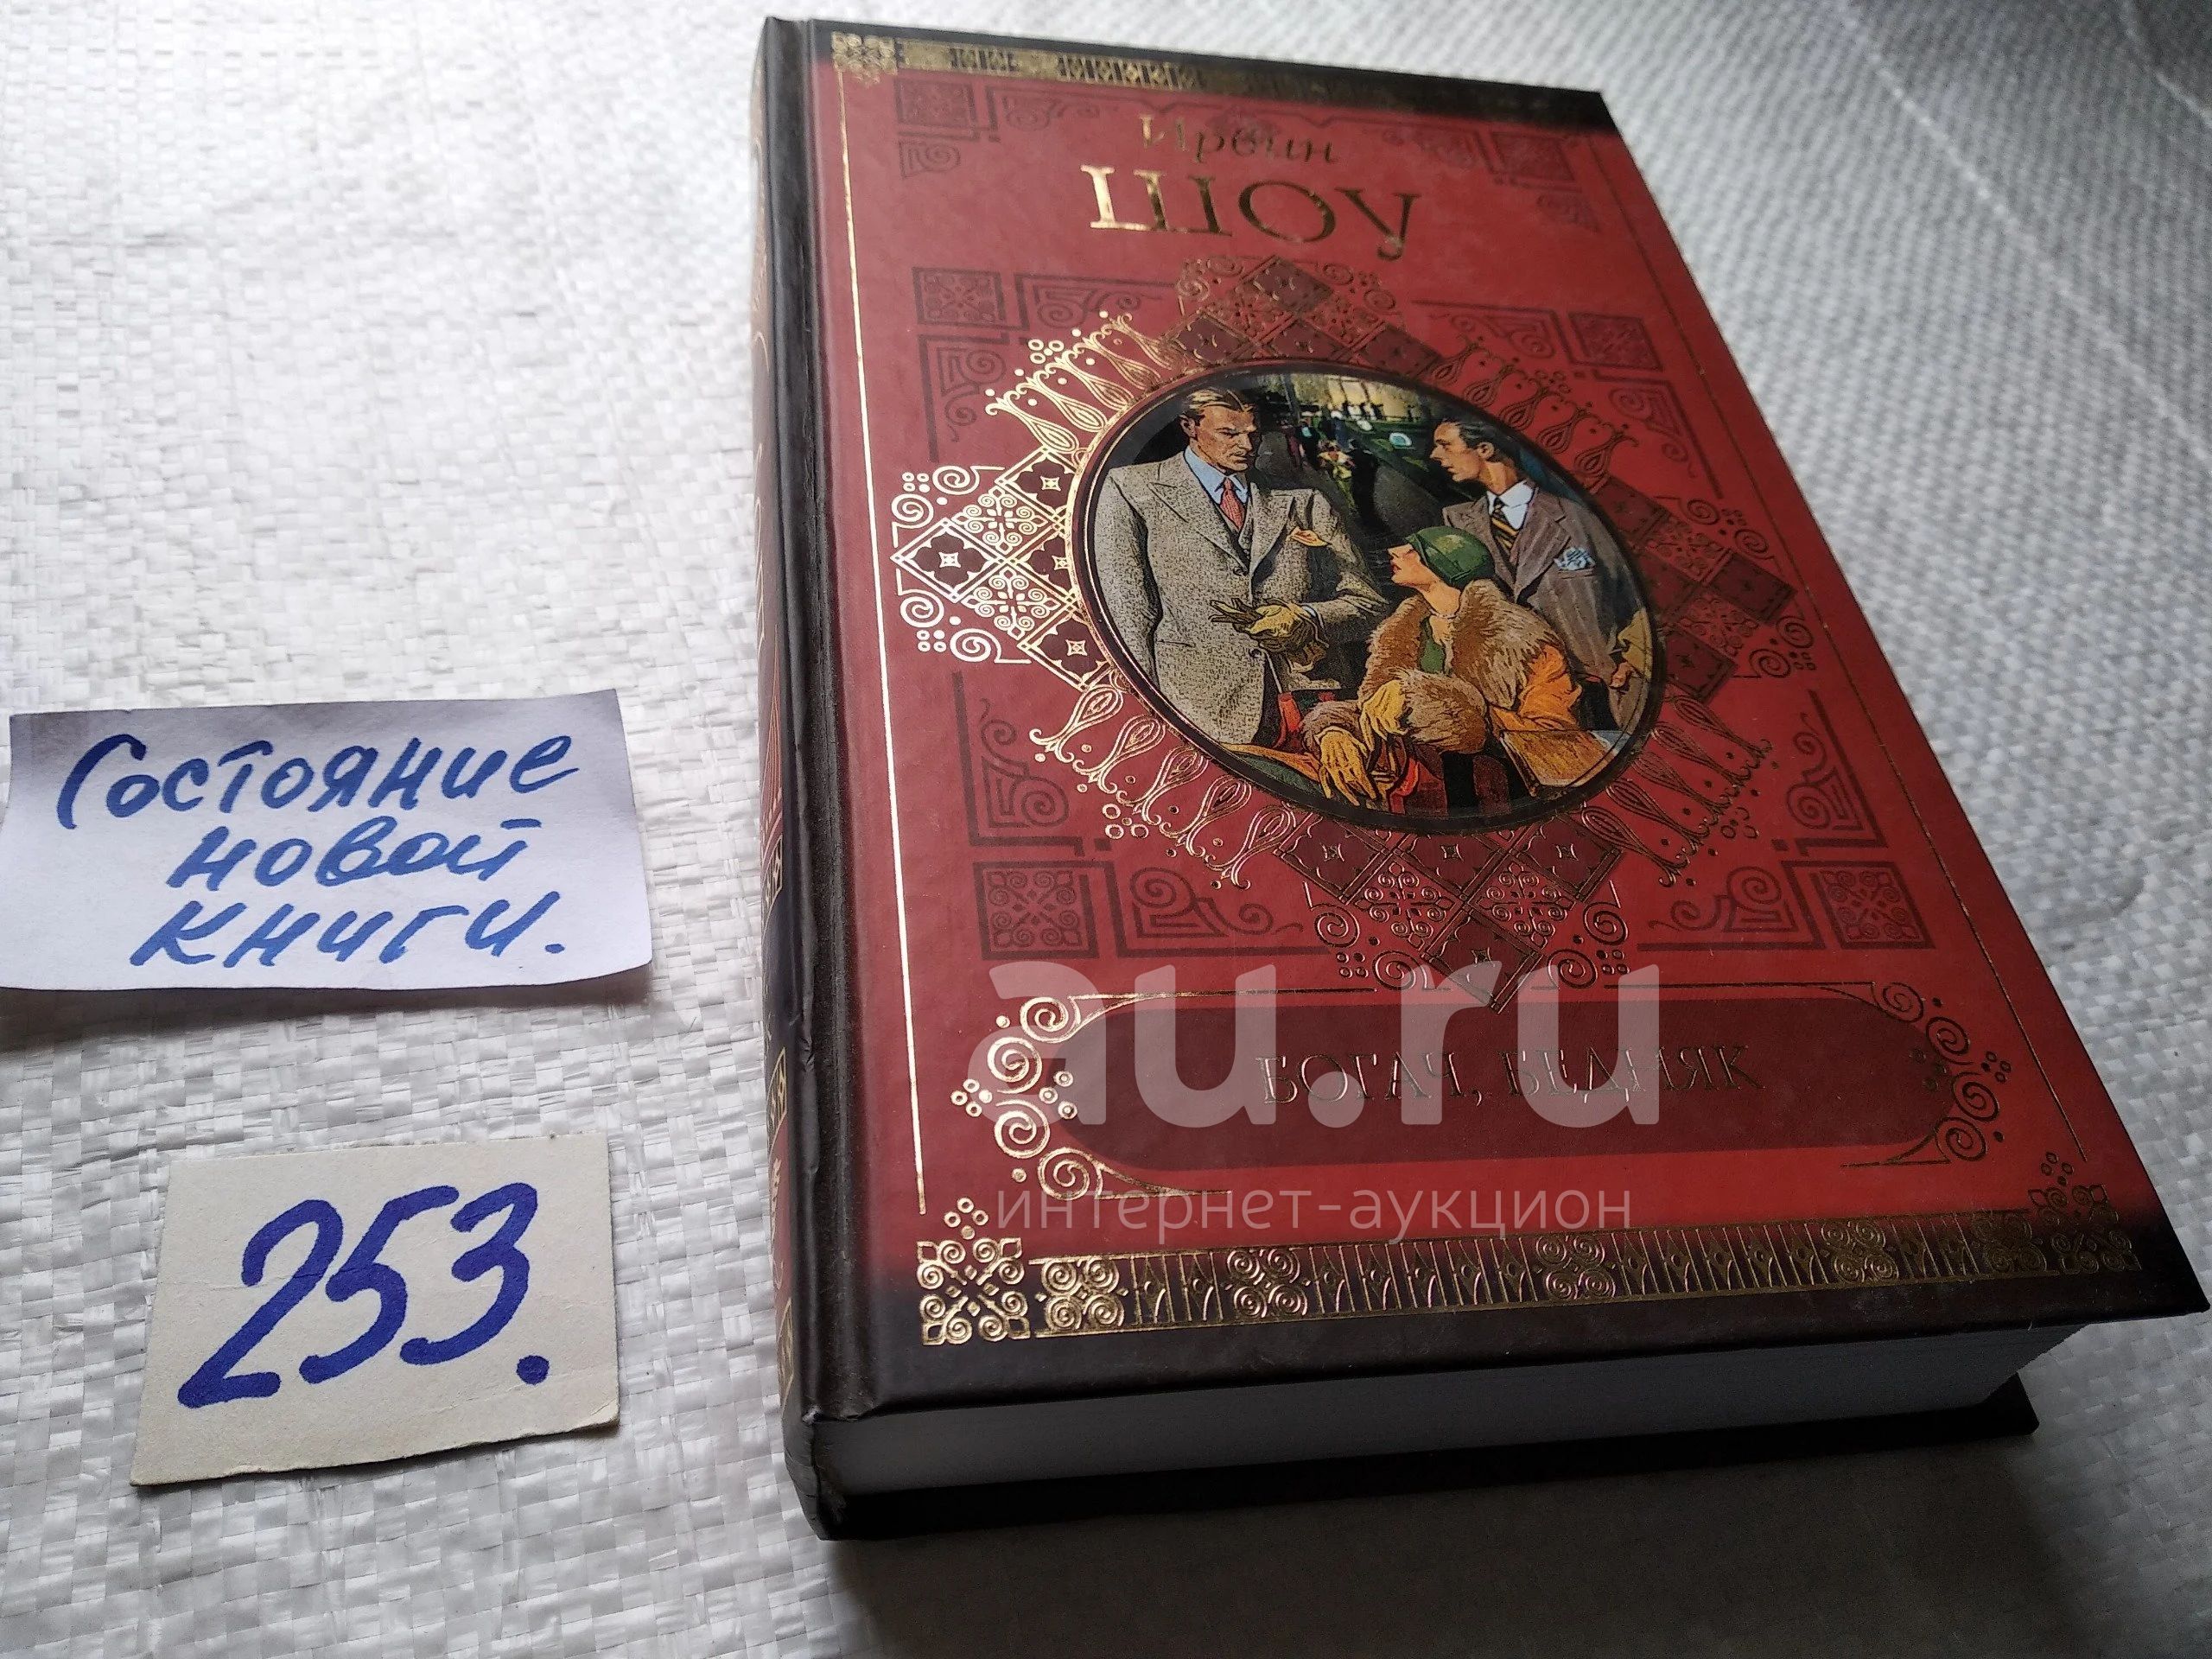 Ирвин
ШОУ
БОГАЧ, БЕДНЯК
Состояние
новой
книги.
253.
au.ru
интернет-аукцион